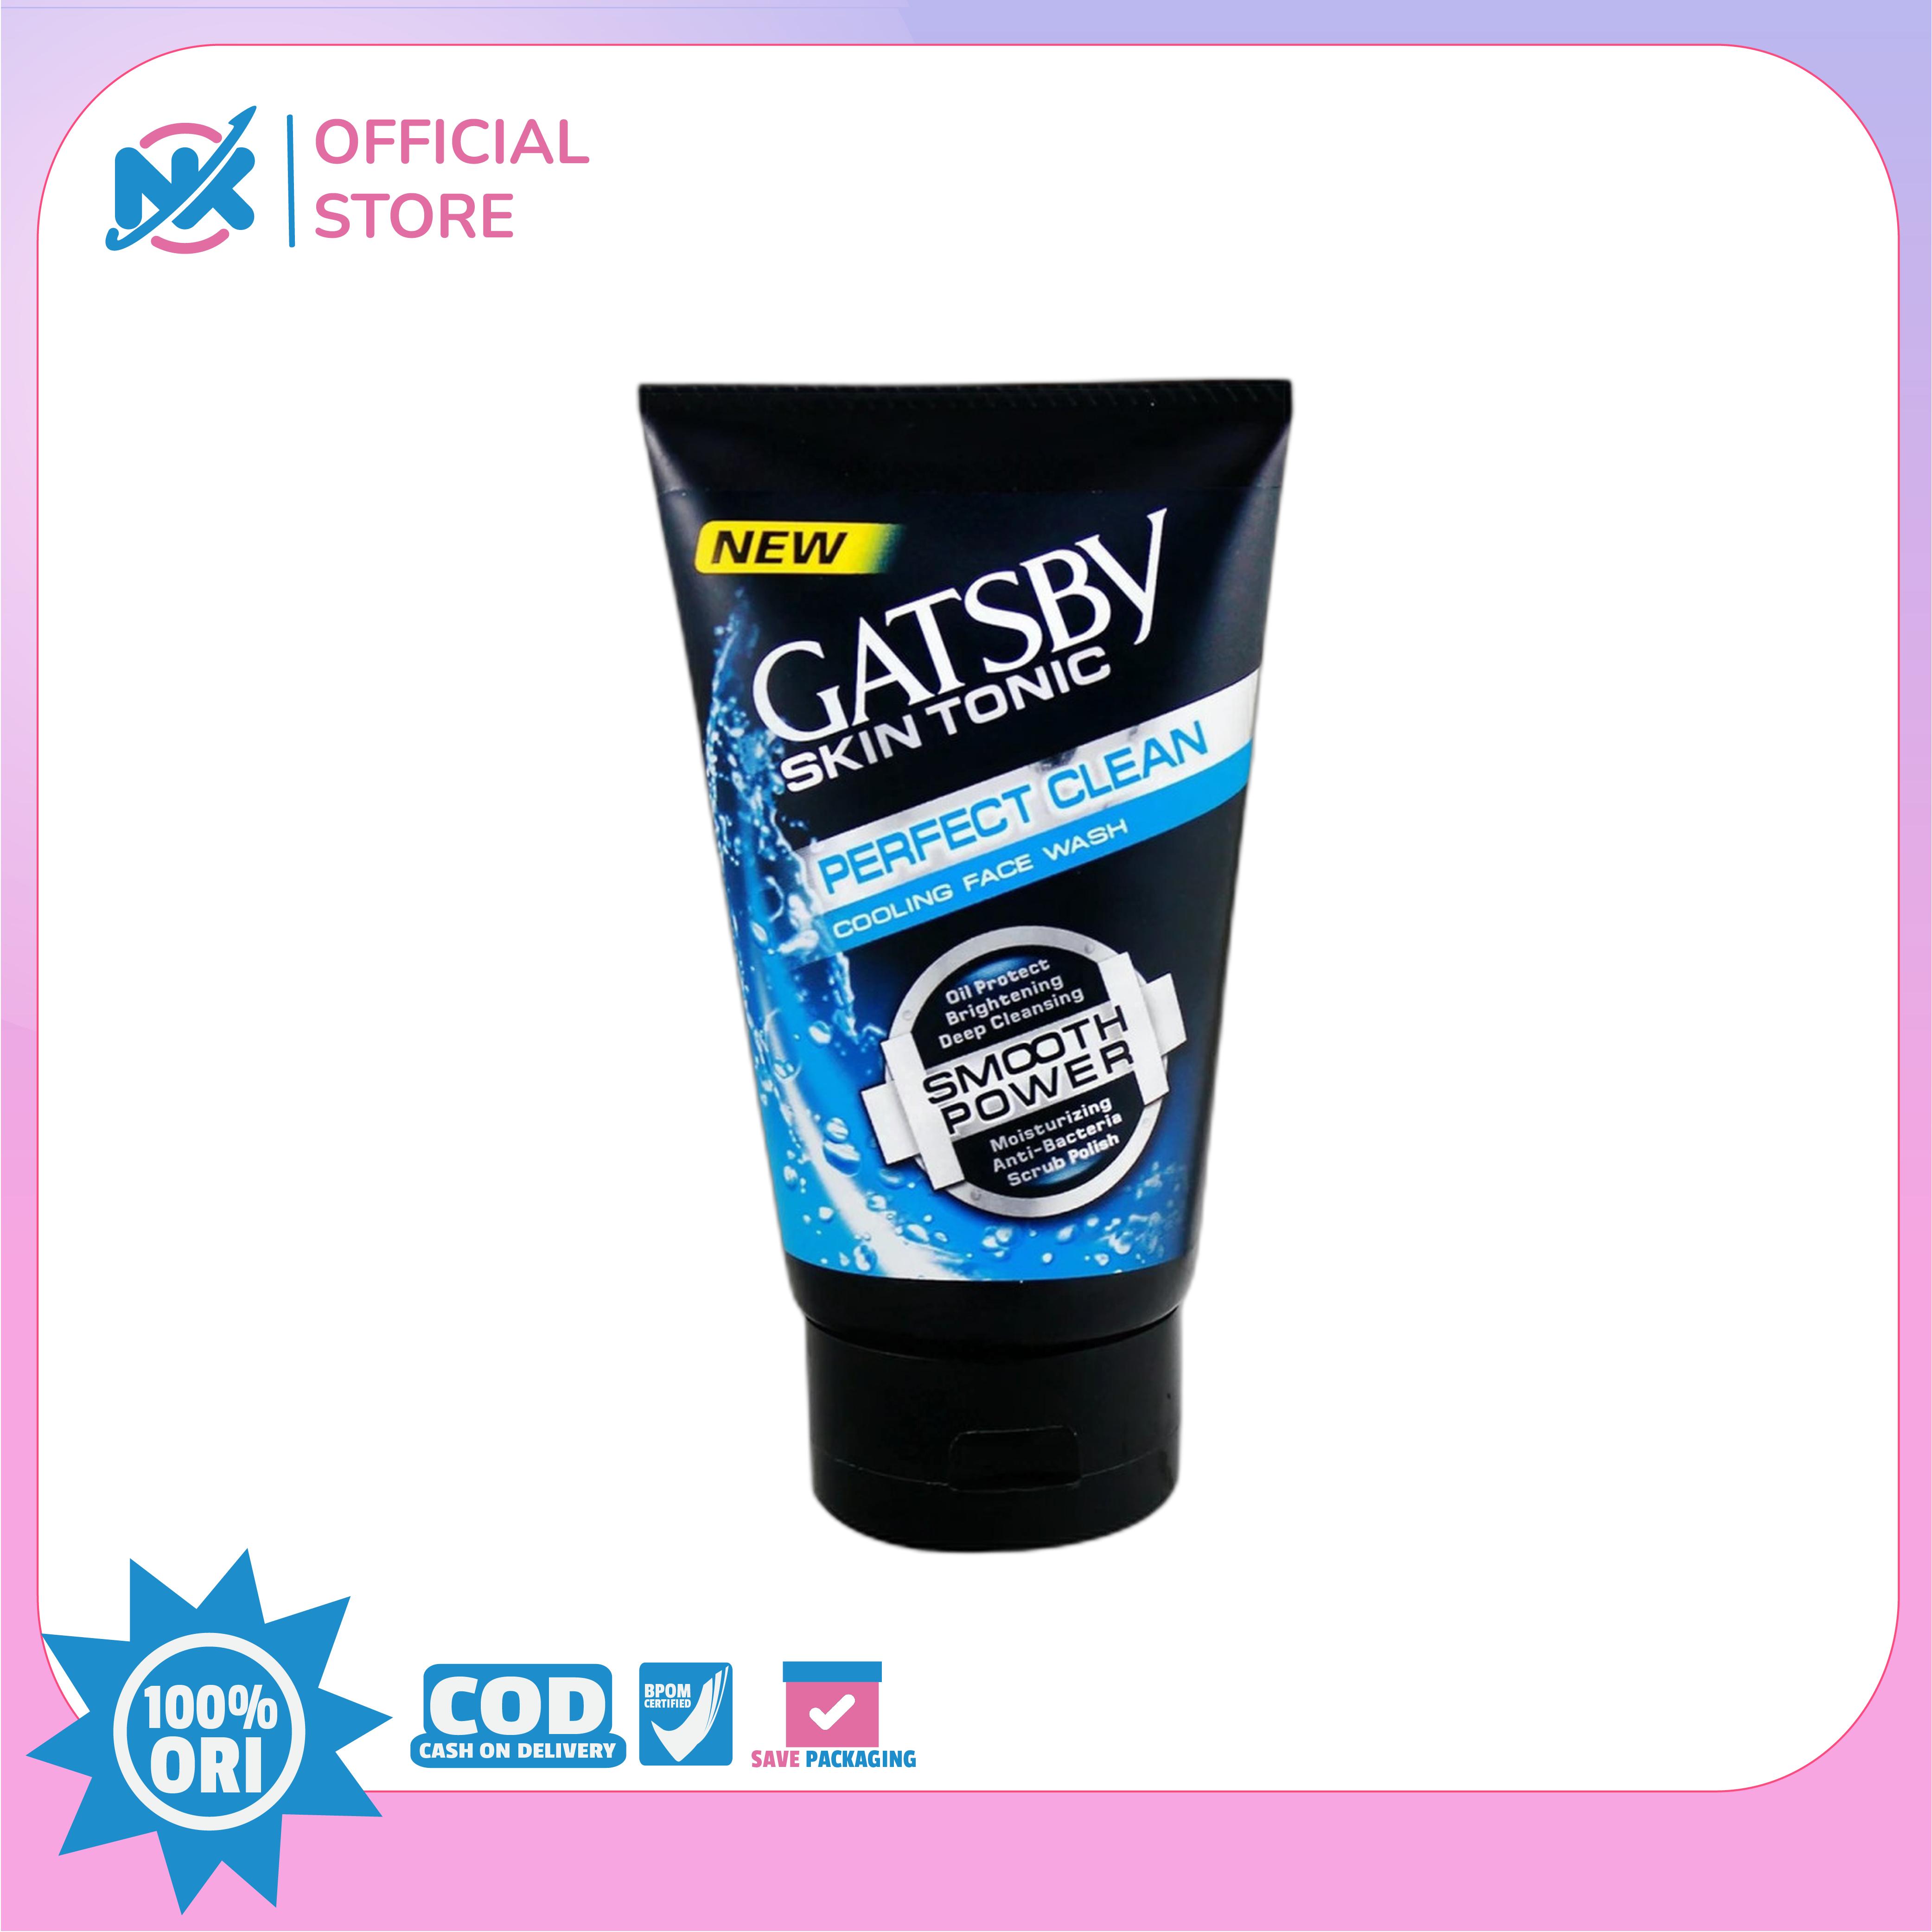 NK
OFFICIAL
STORE
NEW
GATSBY
SKIN TONIC
PERFECT CLEAN
COOLING FACE WASH
Oil Protect
Brightening
Deep Cleansing
SMOOTH
POWER
Moisturizing
Anti-Bacteria
Scrub Polish
100%
ORI
COD
CASH ON DELIVERY
BPOM
CERTIFIED
SAVE PACKAGING